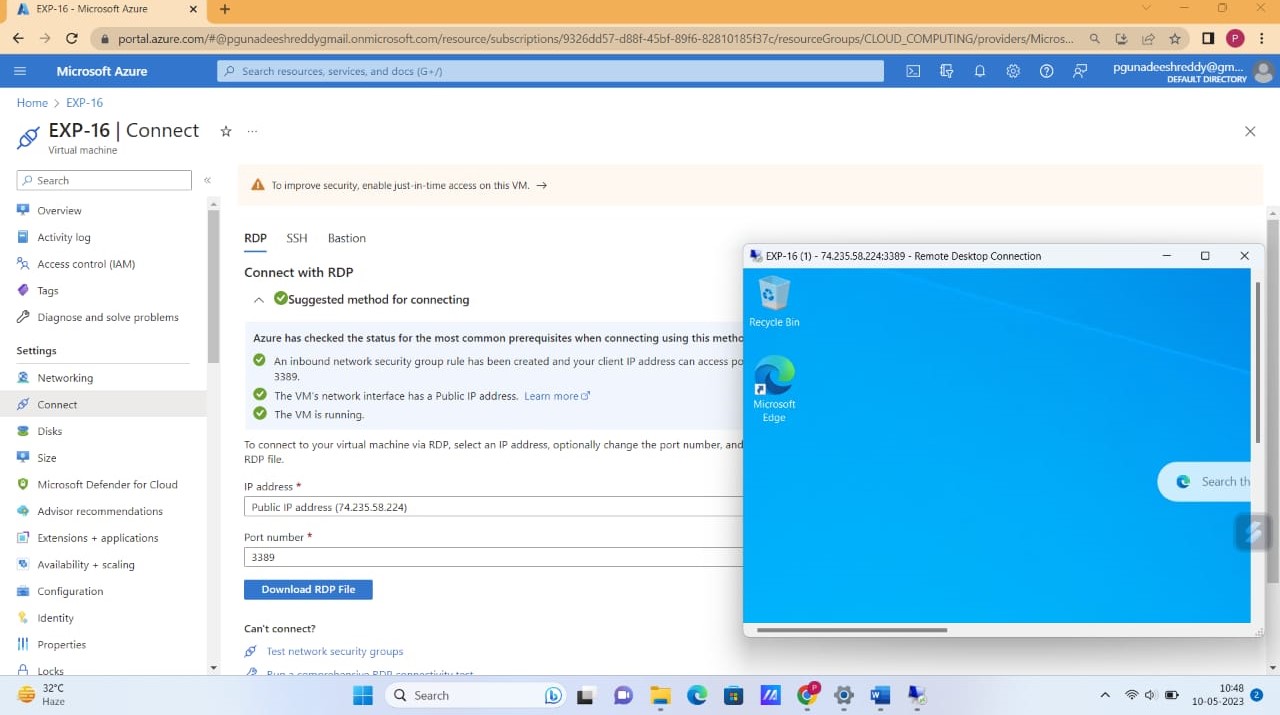 EXP-16 - Microsoft Azure
portal.azure.com/#@pgunadeeshreddygmail.onmicrosoft.com/resource/subscriptions/9326dd57-d88f-45bf-89f6-82810185f37c/resourceGroups/CLOUD_COMPUTING/providers/Micros...
P
Microsoft Azure
Search resources, services, and docs (G+/)
pgunadeeshreddy@gm...
DEFAULT DIRECTORY
Home > EXP-16
EXP-16 | Connect
Virtual machine
Search
Overview
Activity log
Access control (IAM)
Tags
Diagnose and solve problems
Settings
Networking
Connect
Disks
Size
Microsoft Defender for Cloud
Advisor recommendations
Extensions + applications
Availability + scaling
Configuration
Identity
Properties
Locks
To improve security, enable just-in-time access on this VM. →
RDP SSH Bastion
Connect with RDP
Suggested method for connecting
Azure has checked the status for the most common prerequisites when connecting using this metho
An inbound network security group rule has been created and your client IP address can access po
3389.
The VM's network interface has a Public IP address. Learn more
The VM is running.
To connect to your virtual machine via RDP, select an IP address, optionally change the port number, and
RDP file.
IP address *
Public IP address (74.235.58.224)
Port number *
3389
Download RDP File
Can't connect?
Test network security groups
Run a comprehensive RDP connectivity test
EXP-16 (1) - 74.235.58.224:3389 - Remote Desktop Connection
Recycle Bin
Microsoft
Edge
Search th
32°C
Haze
Search
P
10:48
10-05-2023
2